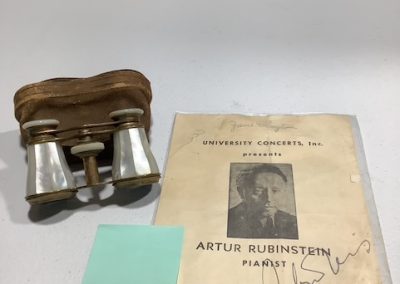 UNIVERSITY CONCERTS, Inc.
presents
ARTUR RUBINSTEIN
PIANIST